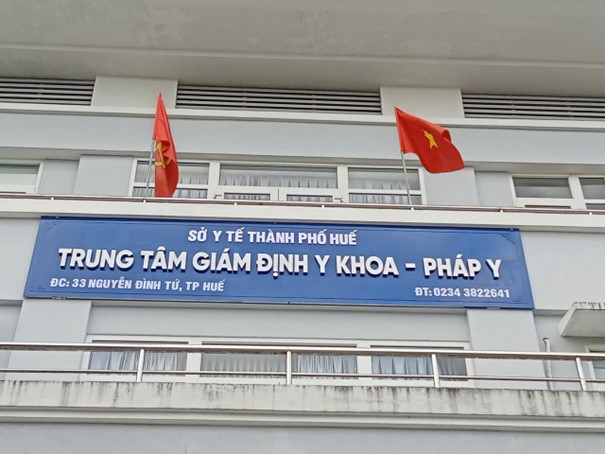 SỞ Y TẾ THÀNH PHỐ HUẾ
TRUNG TÂM GIÁM ĐỊNH Y KHOA - PHÁP Y
ĐC: 33 NGUYỄN ĐÌNH TỨ, TP HUẾ
ĐT: 0234 3822641